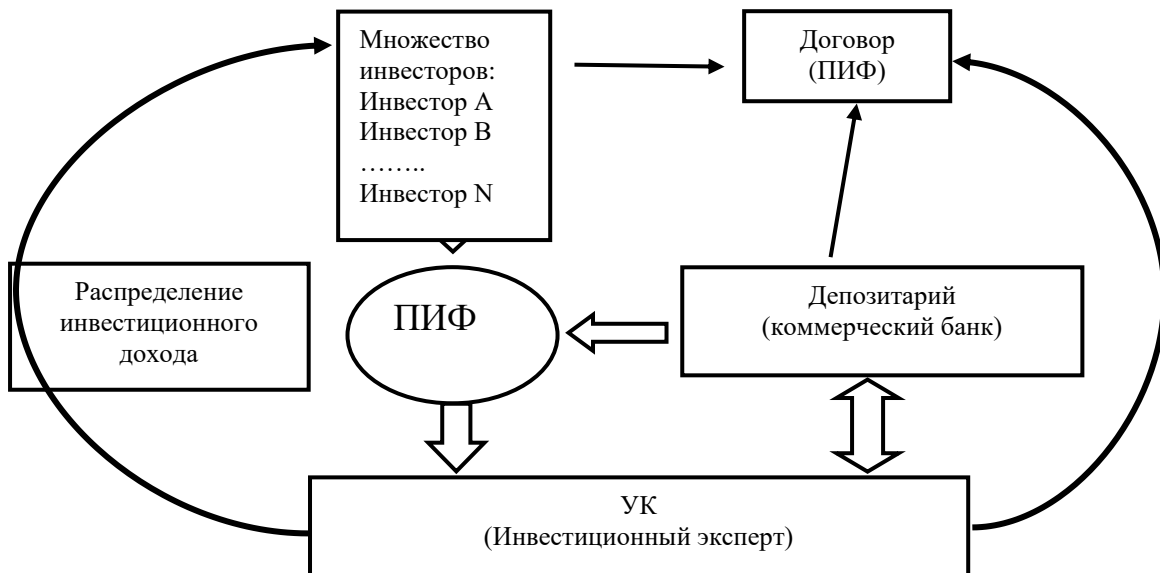 Множество
инвесторов:
Инвестор A
Инвестор B
……..
Инвестор N
Договор
(ПИФ)
Распределение
инвестиционного
дохода
ПИФ
Депозитарий
(коммерческий банк)
УК
(Инвестиционный эксперт)